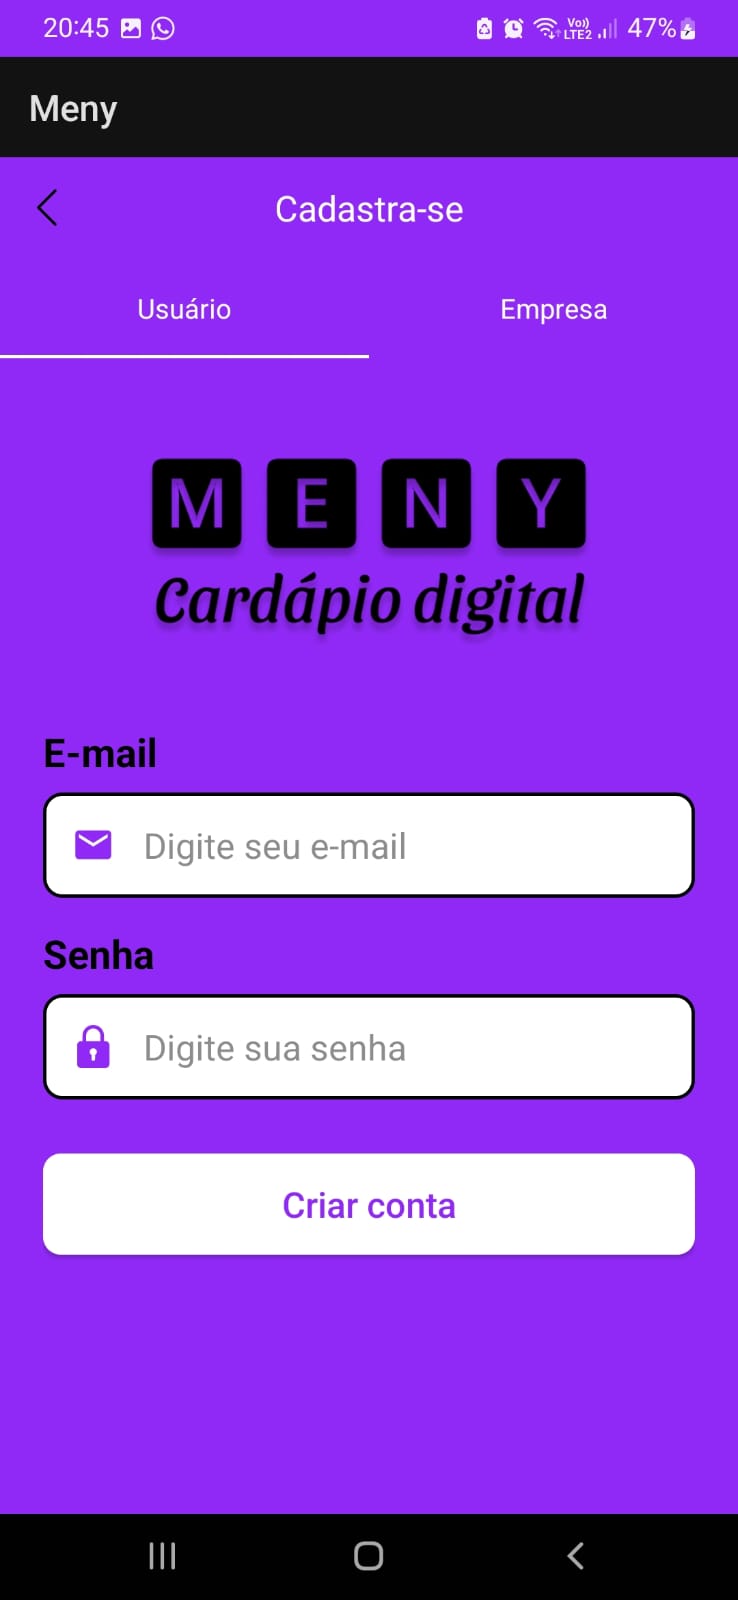 20:45 Vo)) LTE2 47%
Meny
Cadastra-se
Usuário Empresa
MENY
Cardápio digital
E-mail
Digite seu e-mail
Senha
Digite sua senha
Criar conta